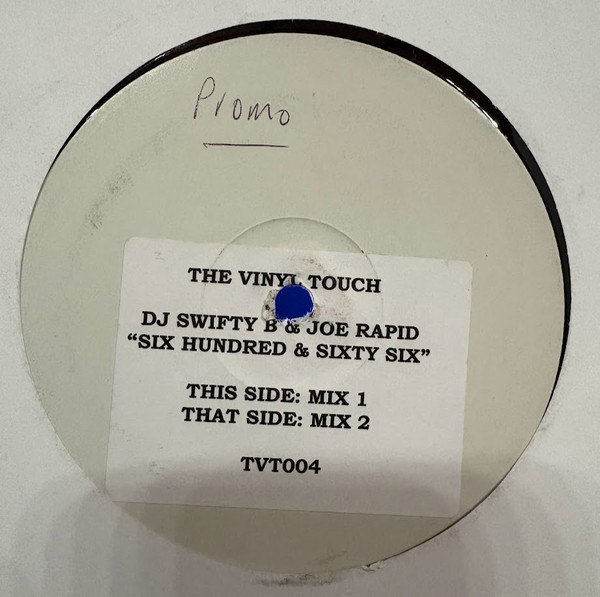 Promo
THE VINYL TOUCH
DJ SWIFTY B & JOE RAPID
“SIX HUNDRED & SIXTY SIX”
THIS SIDE: MIX 1
THAT SIDE: MIX 2
TVT004